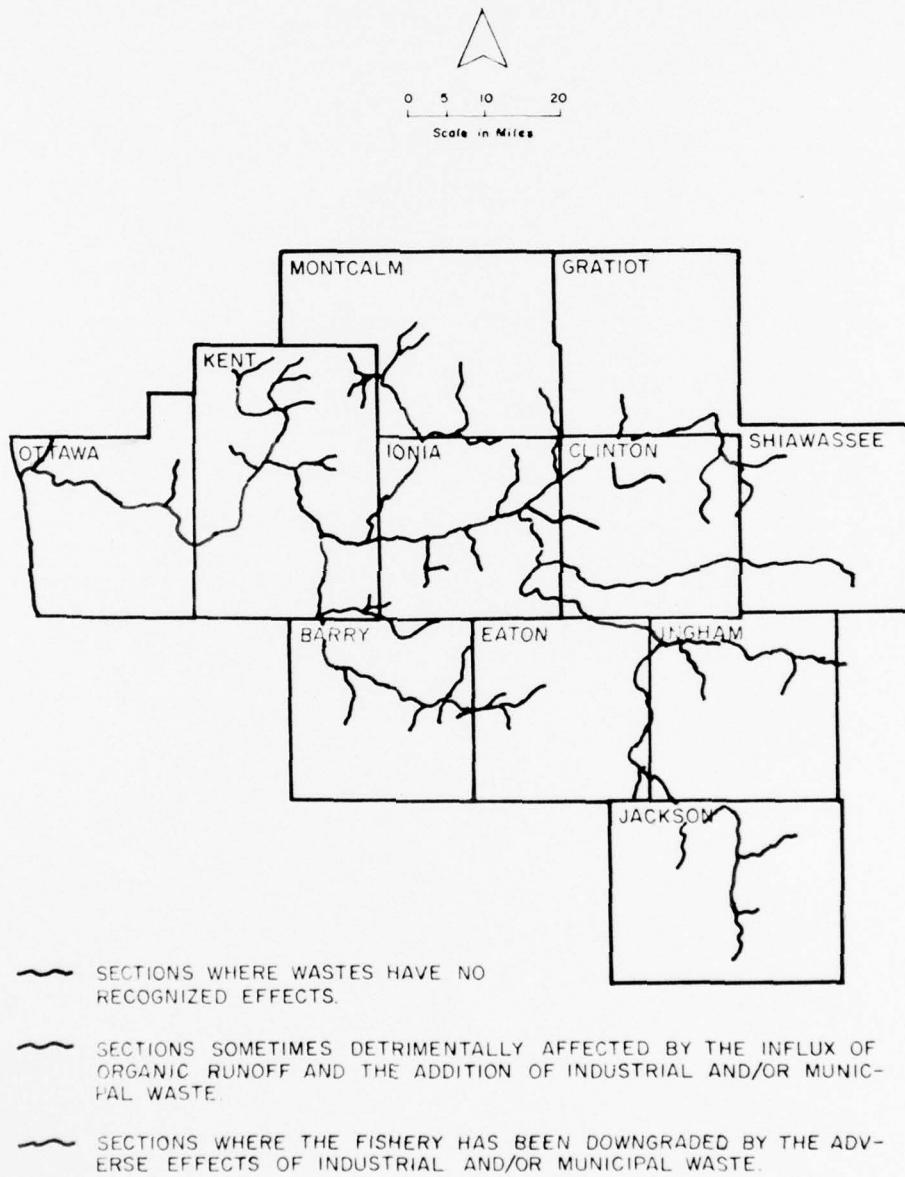 0 5 10 20
Scale in Miles
MONTCALM
GRATIOT
KENT
OTTAWA
IONIA
CLINTON
SHIAWASSEE
BARRY
EATON
INGHAM
JACKSON
SECTIONS WHERE WASTES HAVE NO
RECOGNIZED EFFECTS.
SECTIONS SOMETIMES DETRIMENTALLY AFFECTED BY THE INFLUX OF
ORGANIC RUNOFF AND THE ADDITION OF INDUSTRIAL AND/OR MUNIC-
PAL WASTE.
SECTIONS WHERE THE FISHERY HAS BEEN DOWNGRADED BY THE ADV-
ERSE EFFECTS OF INDUSTRIAL AND/OR MUNICIPAL WASTE.